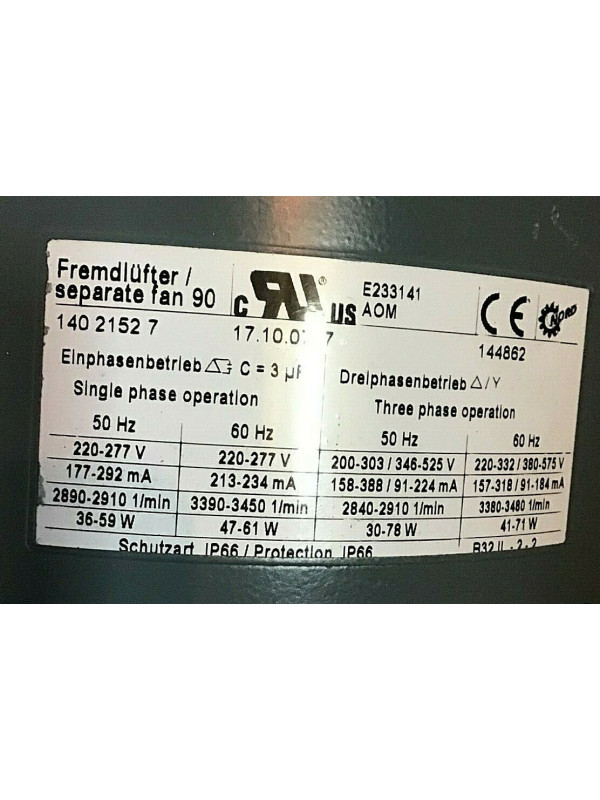 Fremdlüfter /
separate fan 90
c RU US
E233141
AOM
CE NORD
140 2152 7
144862
Einphasenbetrieb C = 3 µF
Single phase operation
Dreiphasenbetrieb △/Y
Three phase operation
50 Hz 60 Hz 50 Hz 60 Hz
220-277 V 220-277 V 200-303 / 346-525 V 220-332 / 380-575 V
177-292 mA 213-234 mA 158-388 / 91-224 mA 157-318 / 91-184 mA
2890-2910 1/min 3390-3450 1/min 2840-2910 1/min 3380-3480 1/min
36-59 W 47-61 W 30-78 W 41-71 W
Schutzart IP66 / Protection IP66